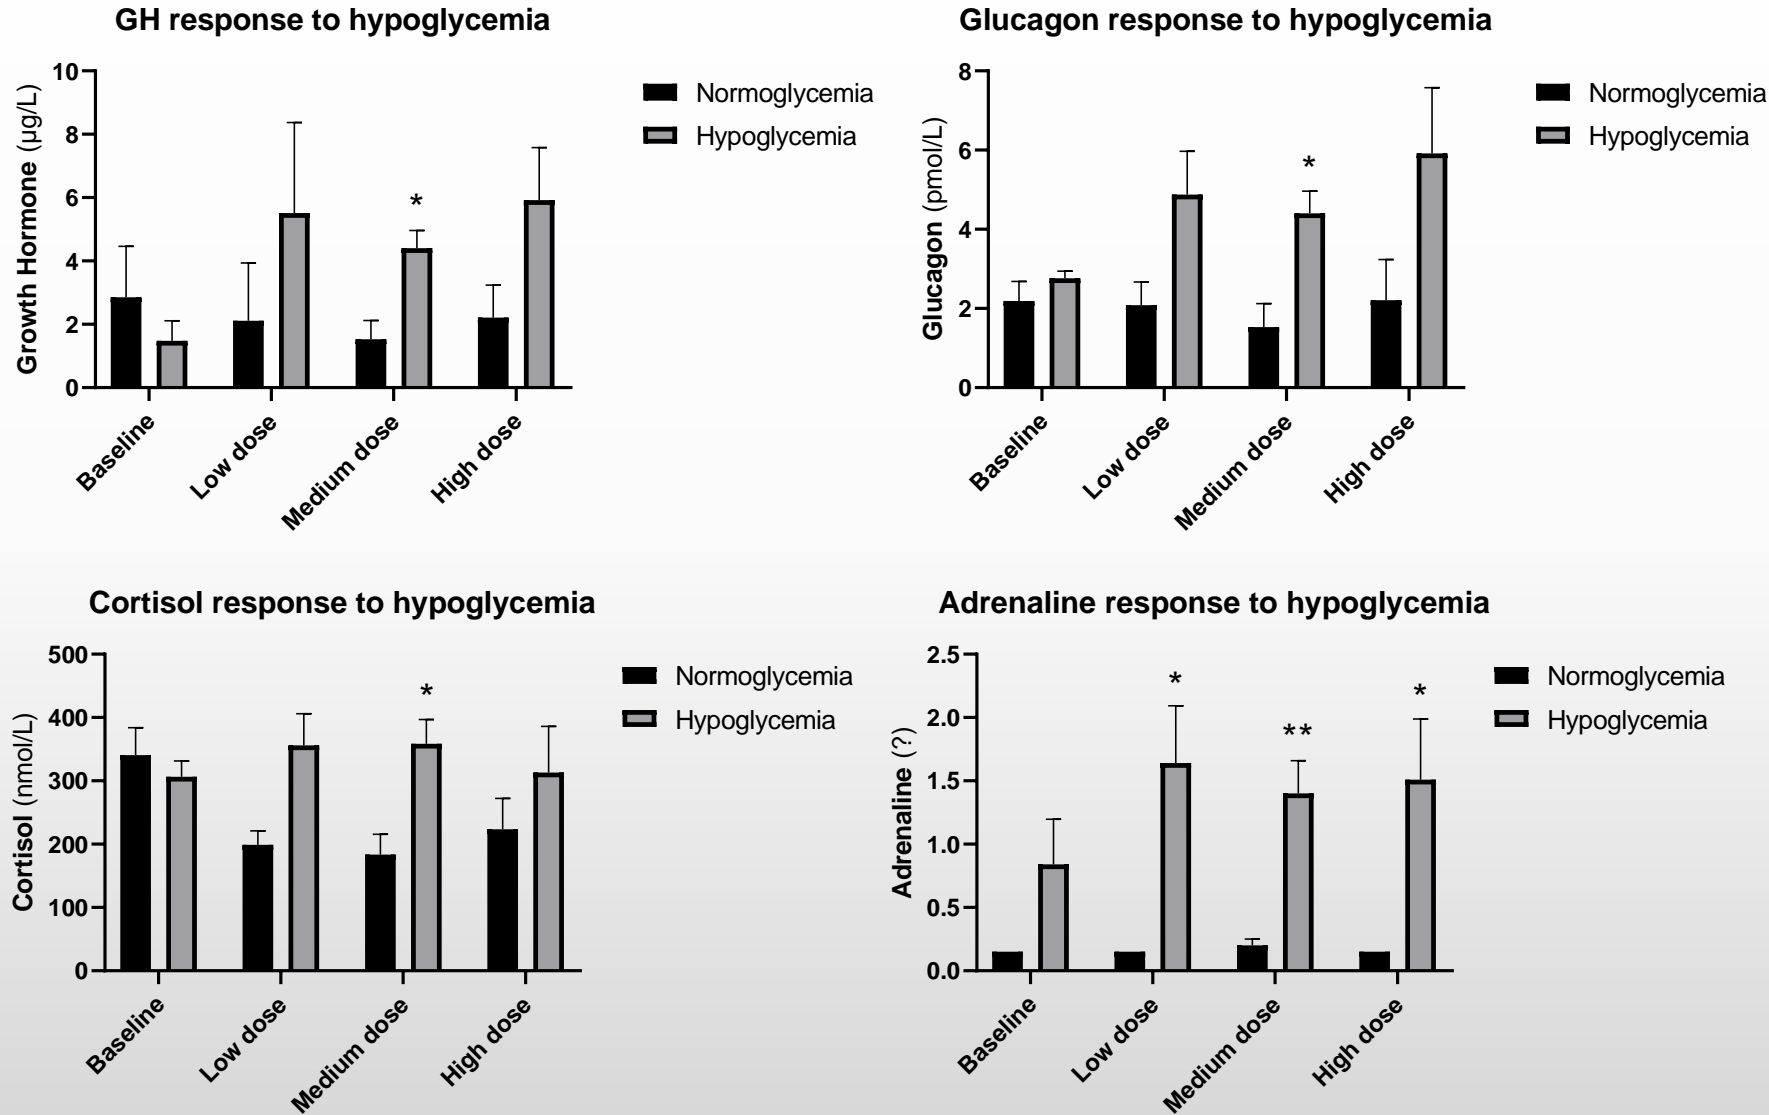 GH response to hypoglycemia
Growth Hormone (µg/L)
10
8
6
4
2
0
*
Baseline
Low dose
Medium dose
High dose
Normoglycemia
Hypoglycemia
Glucagon response to hypoglycemia
Glucagon (pmol/L)
8
6
4
2
0
*
Baseline
Low dose
Medium dose
High dose
Normoglycemia
Hypoglycemia
Cortisol response to hypoglycemia
Cortisol (nmol/L)
500
400
300
200
100
0
*
Baseline
Low dose
Medium dose
High dose
Normoglycemia
Hypoglycemia
Adrenaline response to hypoglycemia
Adrenaline (?)
2.5
2.0
1.5
1.0
0.5
0.0
*
**
*
Baseline
Low dose
Medium dose
High dose
Normoglycemia
Hypoglycemia